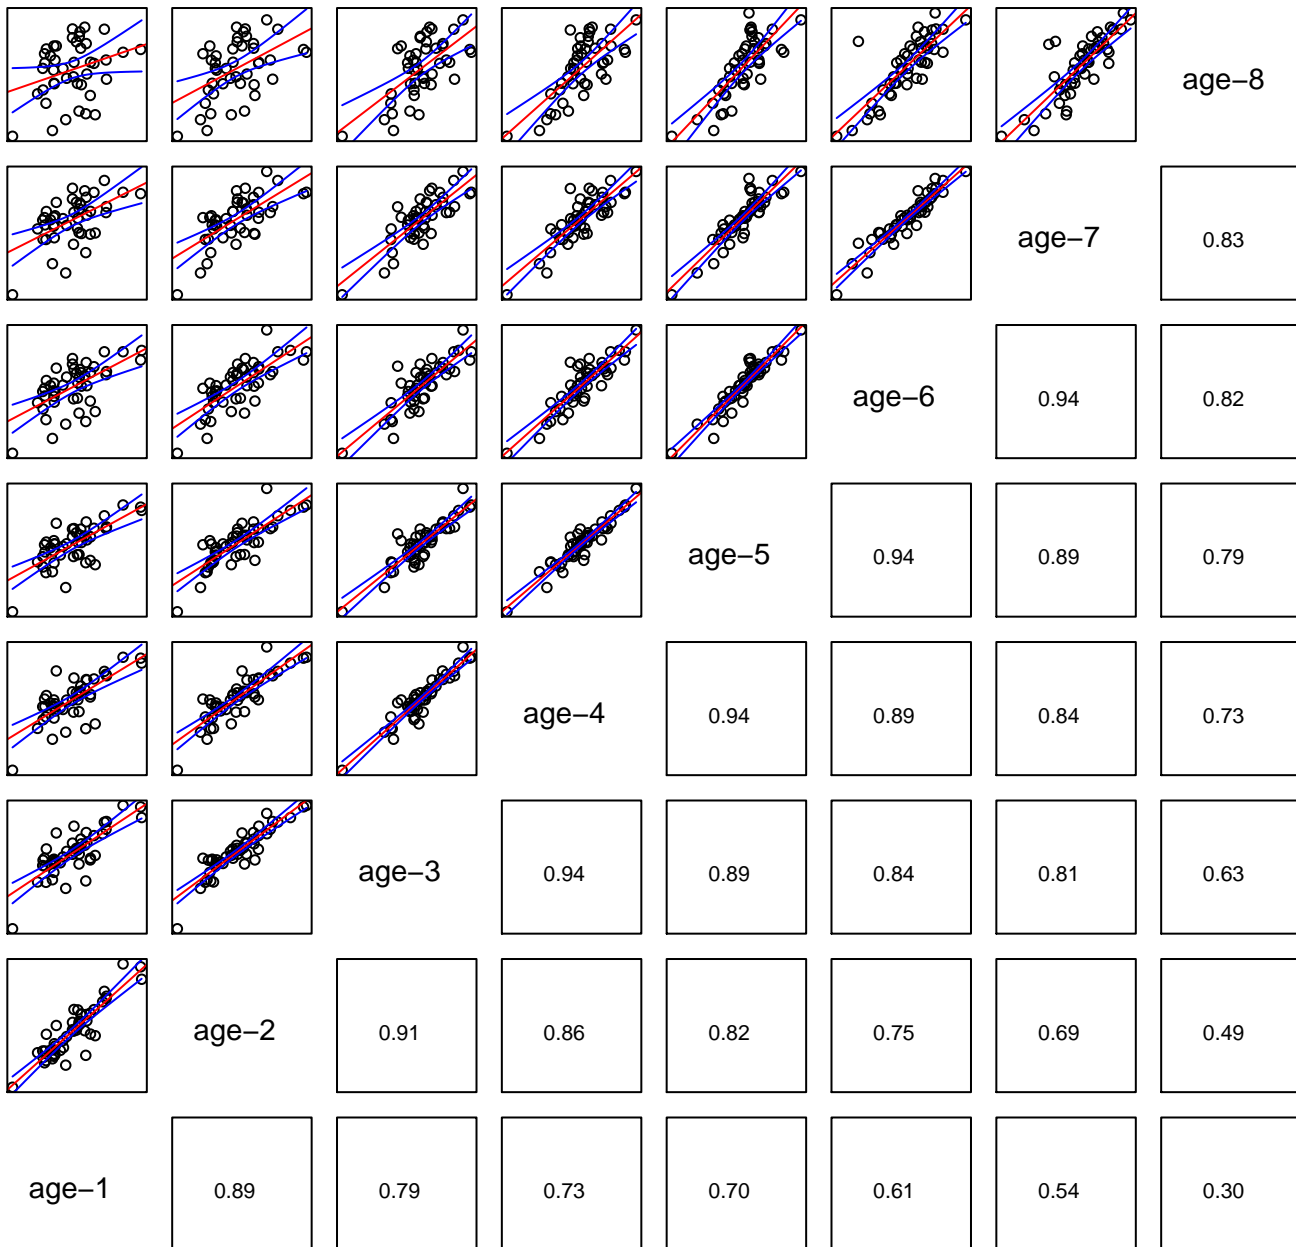 age−8
age−7 0.83
age−6 0.94 0.82
age−5 0.94 0.89 0.79
age−4 0.94 0.89 0.84 0.73
age−3 0.94 0.89 0.84 0.81 0.63
age−2 0.91 0.86 0.82 0.75 0.69 0.49
age−1 0.89 0.79 0.73 0.70 0.61 0.54 0.30